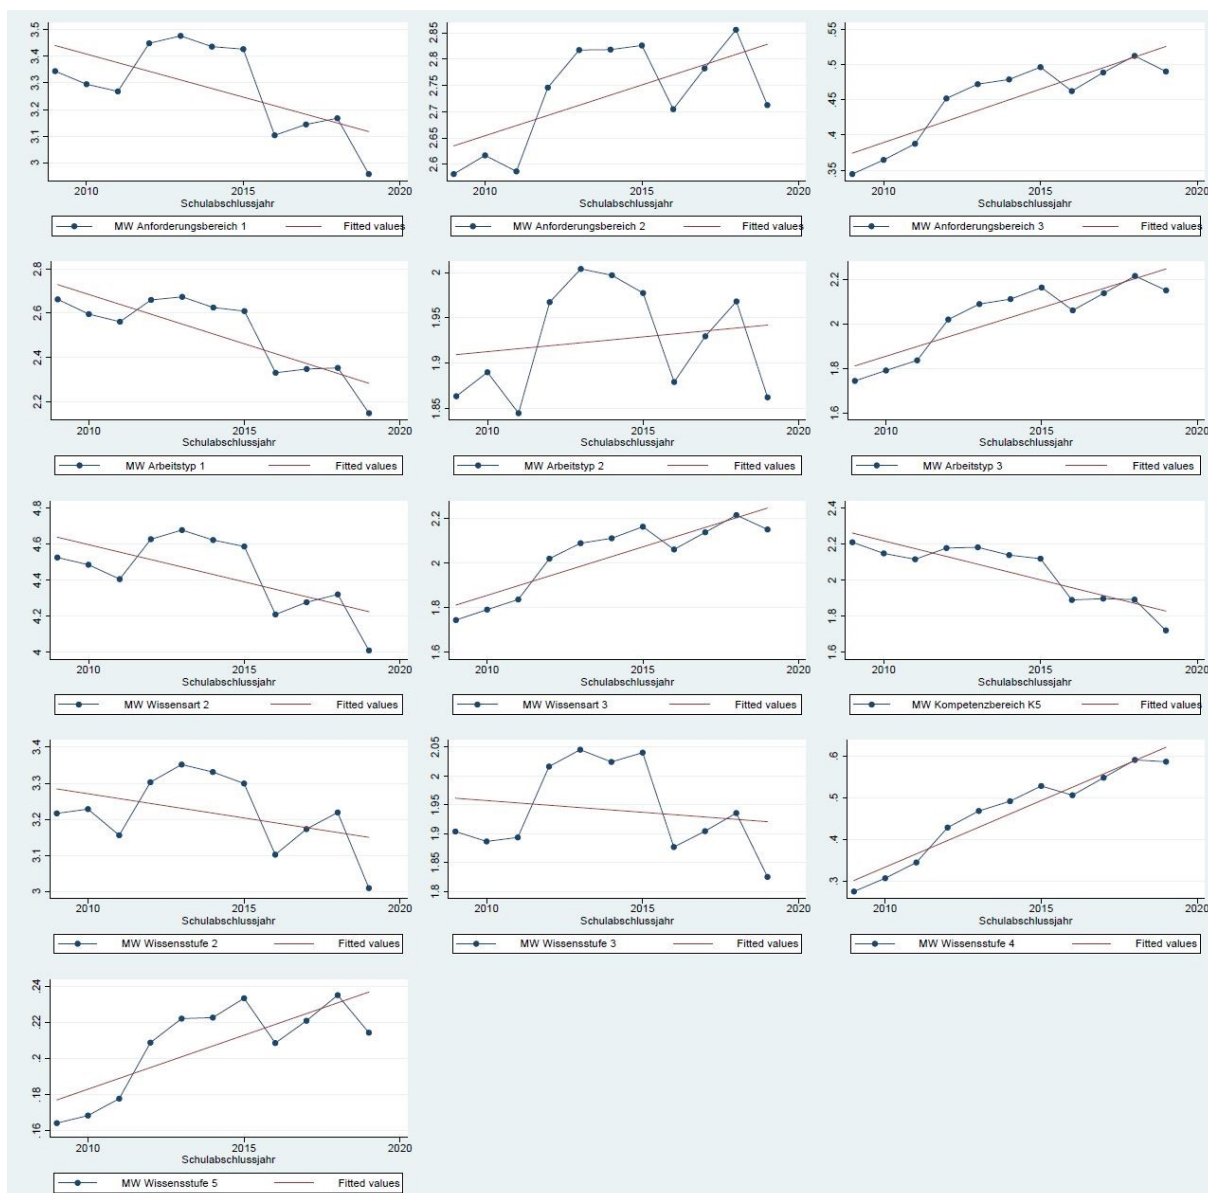 3.5
3.4
3.3
3.2
3.1
3
2010 2015 2020
Schulabschlussjahr
MW Anforderungsbereich 1 Fitted values
2.85
2.8
2.75
2.7
2.65
2.6
2010 2015 2020
Schulabschlussjahr
MW Anforderungsbereich 2 Fitted values
.55
.5
.45
.4
.35
2010 2015 2020
Schulabschlussjahr
MW Anforderungsbereich 3 Fitted values
2.8
2.6
2.4
2.2
2010 2015 2020
Schulabschlussjahr
MW Arbeitstyp 1 Fitted values
2
1.95
1.9
1.85
2010 2015 2020
Schulabschlussjahr
MW Arbeitstyp 2 Fitted values
2.2
2
1.8
1.6
2010 2015 2020
Schulabschlussjahr
MW Arbeitstyp 3 Fitted values
4.8
4.6
4.4
4.2
4
2010 2015 2020
Schulabschlussjahr
MW Wissensart 2 Fitted values
2.2
2
1.8
1.6
2010 2015 2020
Schulabschlussjahr
MW Wissensart 3 Fitted values
2.4
2.2
2
1.8
1.6
2010 2015 2020
Schulabschlussjahr
MW Kompetenzbereich K5 Fitted values
3.4
3.3
3.2
3.1
3
2010 2015 2020
Schulabschlussjahr
MW Wissensstufe 2 Fitted values
2.05
2
1.95
1.9
1.85
1.8
2010 2015 2020
Schulabschlussjahr
MW Wissensstufe 3 Fitted values
.6
.5
.4
.3
2010 2015 2020
Schulabschlussjahr
MW Wissensstufe 4 Fitted values
.24
.22
.2
.18
.16
2010 2015 2020
Schulabschlussjahr
MW Wissensstufe 5 Fitted values